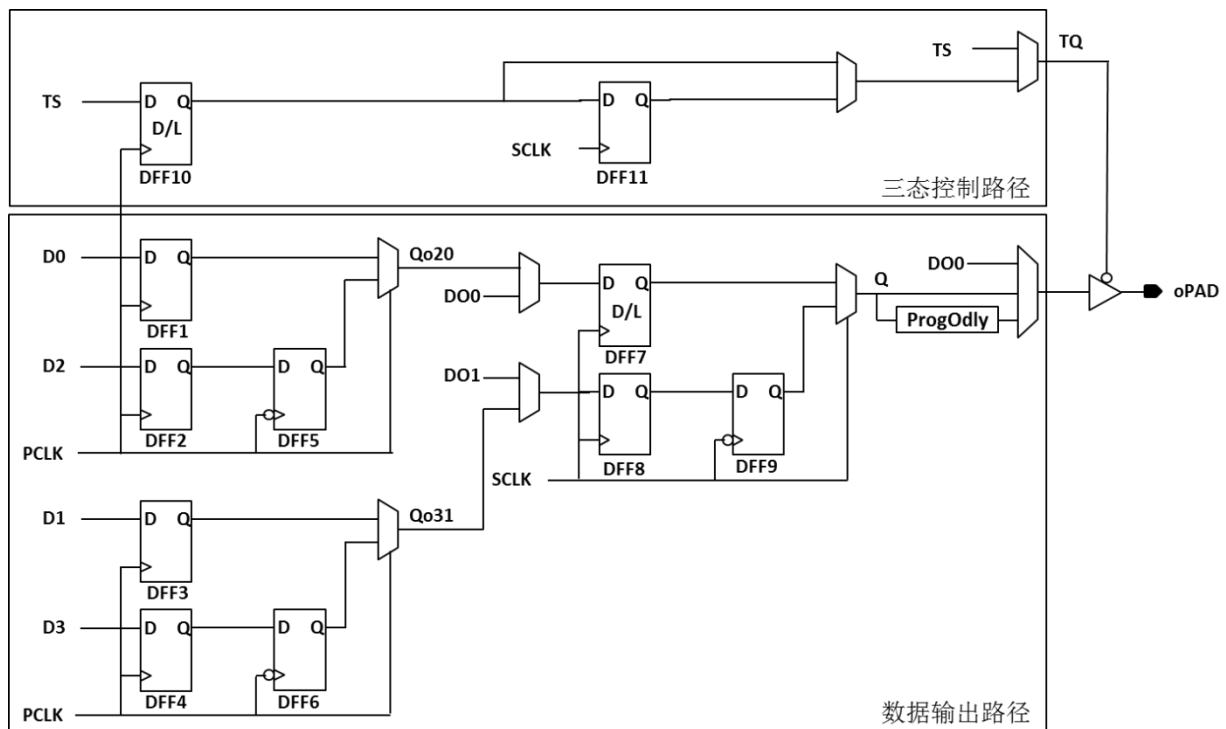 TS TQ
TS D Q D Q
D/L
SCLK
DFF10 DFF11 三态控制路径
D0 D Q Qo20 DO0
DO0 D Q Q
D/L oPAD
DFF1 ProgOdly
D2 D Q D Q DFF7
DO1 D Q D Q
DFF2 DFF5
PCLK DFF8 DFF9
SCLK
D1 D Q Qo31
DFF3
D3 D Q D Q
DFF4 DFF6
PCLK 数据输出路径